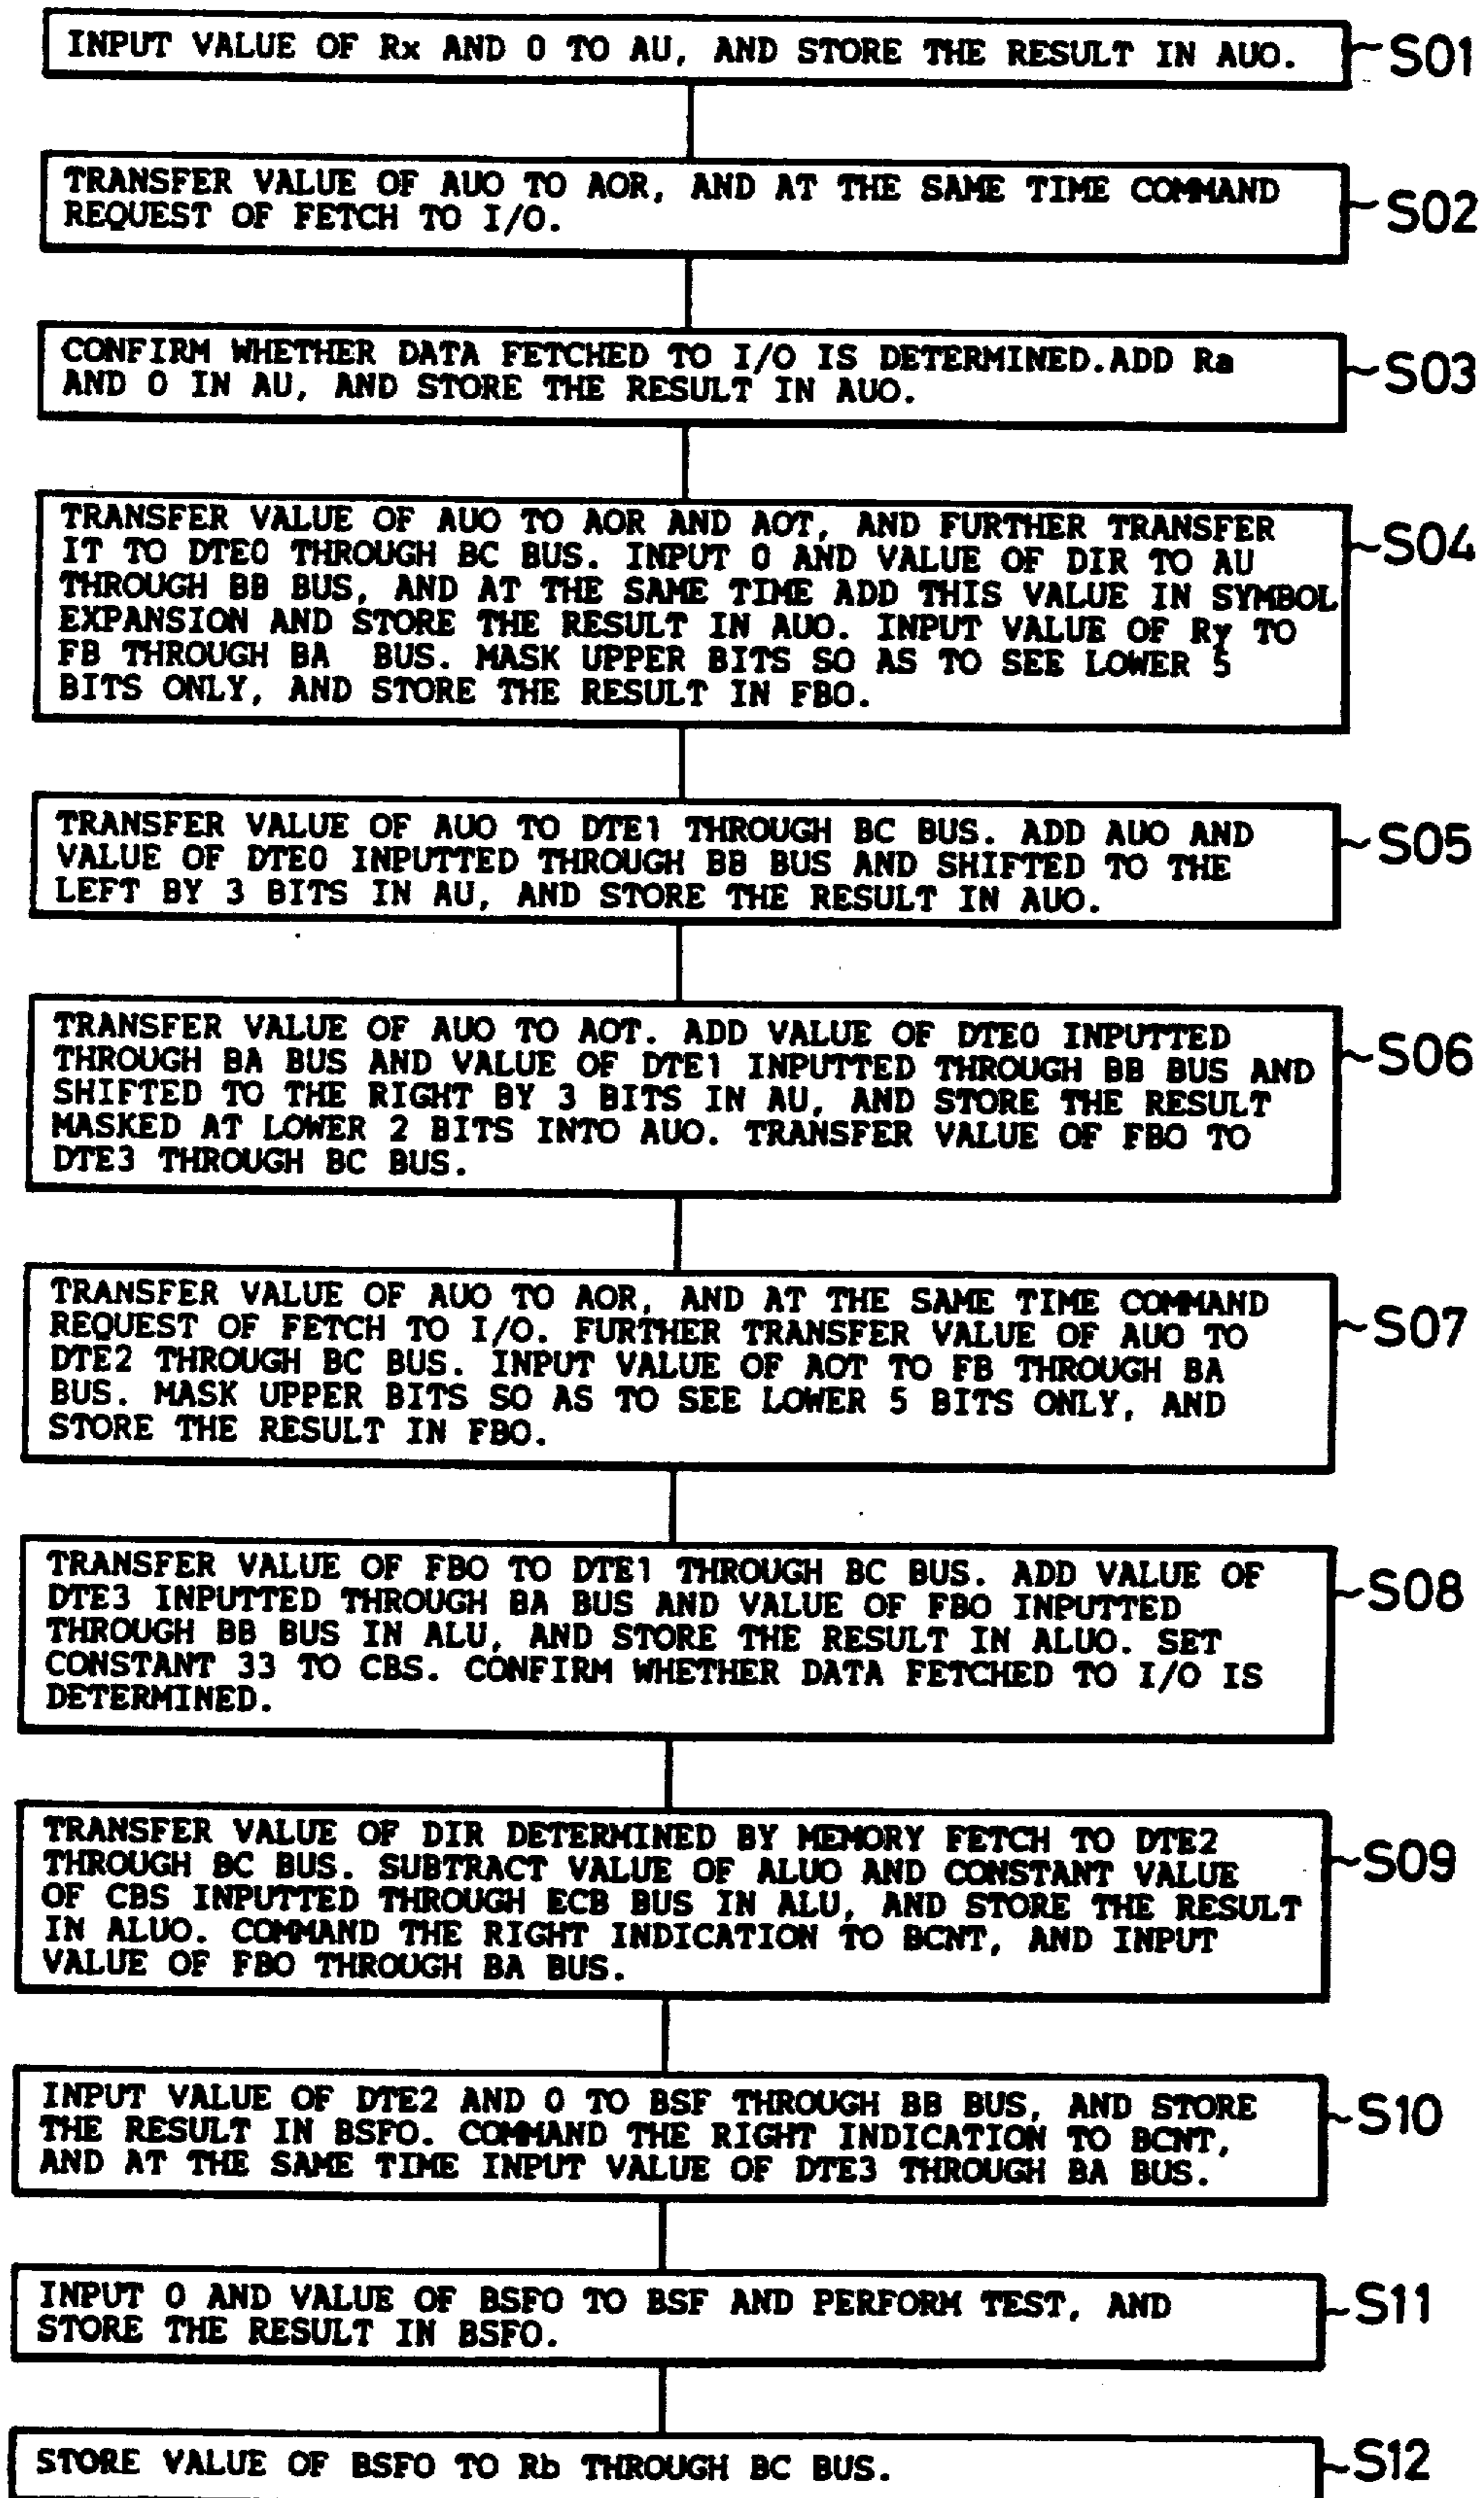 INPUT VALUE OF Rx AND 0 TO AU, AND STORE THE RESULT IN AUO.
S01
TRANSFER VALUE OF AUO TO AOR, AND AT THE SAME TIME COMMAND
REQUEST OF FETCH TO I/O.
S02
CONFIRM WHETHER DATA FETCHED TO I/O IS DETERMINED.ADD Ra
AND 0 IN AU, AND STORE THE RESULT IN AUO.
S03
TRANSFER VALUE OF AUO TO AOR AND AOT, AND FURTHER TRANSFER
IT TO DTE0 THROUGH BC BUS. INPUT 0 AND VALUE OF DIR TO AU
THROUGH BB BUS, AND AT THE SAME TIME ADD THIS VALUE IN SYMBOL
EXPANSION AND STORE THE RESULT IN AUO. INPUT VALUE OF Ry TO
FB THROUGH BA BUS. MASK UPPER BITS SO AS TO SEE LOWER 5
BITS ONLY, AND STORE THE RESULT IN FBO.
S04
TRANSFER VALUE OF AUO TO DTE1 THROUGH BC BUS. ADD AUO AND
VALUE OF DTE0 INPUTTED THROUGH BB BUS AND SHIFTED TO THE
LEFT BY 3 BITS IN AU, AND STORE THE RESULT IN AUO.
S05
TRANSFER VALUE OF AUO TO AOT. ADD VALUE OF DTE0 INPUTTED
THROUGH BA BUS AND VALUE OF DTE1 INPUTTED THROUGH BB BUS AND
SHIFTED TO THE RIGHT BY 3 BITS IN AU, AND STORE THE RESULT
MASKED AT LOWER 2 BITS INTO AUO. TRANSFER VALUE OF FBO TO
DTE3 THROUGH BC BUS.
S06
TRANSFER VALUE OF AUO TO AOR, AND AT THE SAME TIME COMMAND
REQUEST OF FETCH TO I/O. FURTHER TRANSFER VALUE OF AUO TO
DTE2 THROUGH BC BUS. INPUT VALUE OF AOT TO FB THROUGH BA
BUS. MASK UPPER BITS SO AS TO SEE LOWER 5 BITS ONLY, AND
STORE THE RESULT IN FBO.
S07
TRANSFER VALUE OF FBO TO DTE1 THROUGH BC BUS. ADD VALUE OF
DTE3 INPUTTED THROUGH BA BUS AND VALUE OF FBO INPUTTED
THROUGH BB BUS IN ALU, AND STORE THE RESULT IN ALUO. SET
CONSTANT 33 TO CBS. CONFIRM WHETHER DATA FETCHED TO I/O IS
DETERMINED.
S08
TRANSFER VALUE OF DIR DETERMINED BY MEMORY FETCH TO DTE2
THROUGH BC BUS. SUBTRACT VALUE OF ALUO AND CONSTANT VALUE
OF CBS INPUTTED THROUGH ECB BUS IN ALU, AND STORE THE RESULT
IN ALUO. COMMAND THE RIGHT INDICATION TO BCNT, AND INPUT
VALUE OF FBO THROUGH BA BUS.
S09
INPUT VALUE OF DTE2 AND 0 TO BSF THROUGH BB BUS, AND STORE
THE RESULT IN BSFO. COMMAND THE RIGHT INDICATION TO BCNT,
AND AT THE SAME TIME INPUT VALUE OF DTE3 THROUGH BA BUS.
S10
INPUT 0 AND VALUE OF BSFO TO BSF AND PERFORM TEST, AND
STORE THE RESULT IN BSFO.
S11
STORE VALUE OF BSFO TO Rb THROUGH BC BUS.
S12